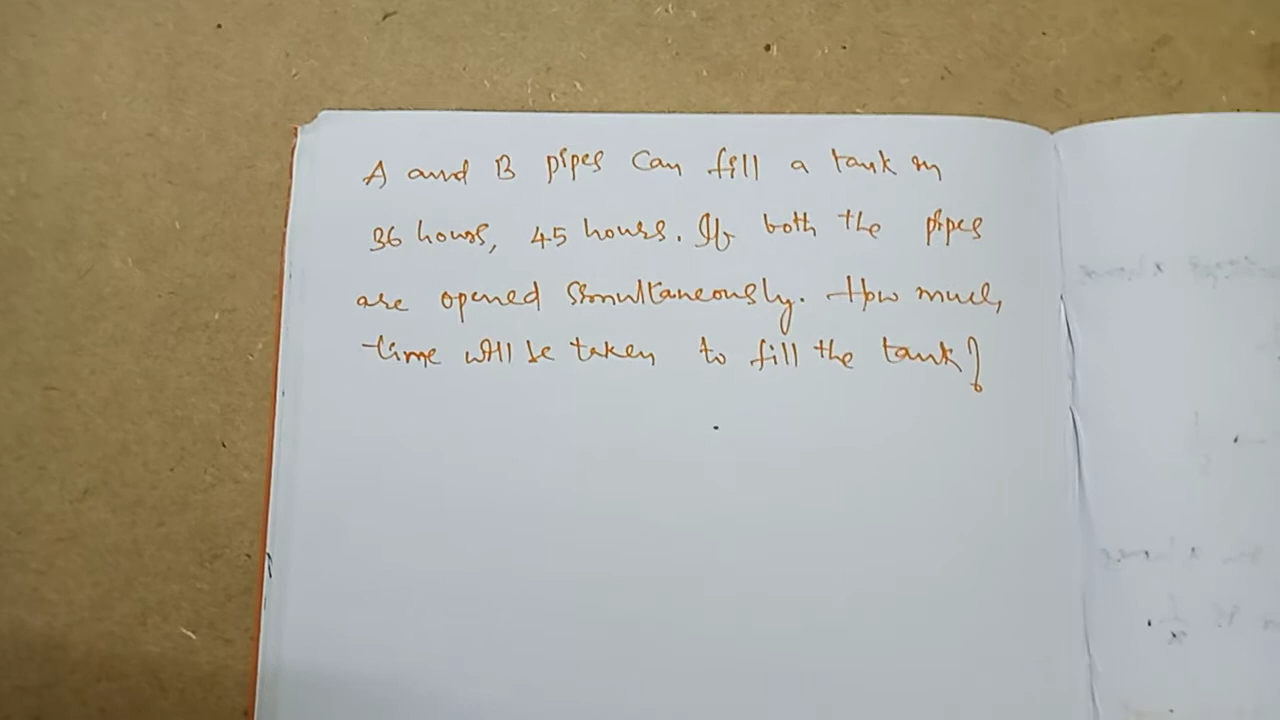 A and B pipes can fill a tank in
36 hours, 45 hours. If both the pipes
are opened simultaneously. How much
time will be taken to fill the tank?